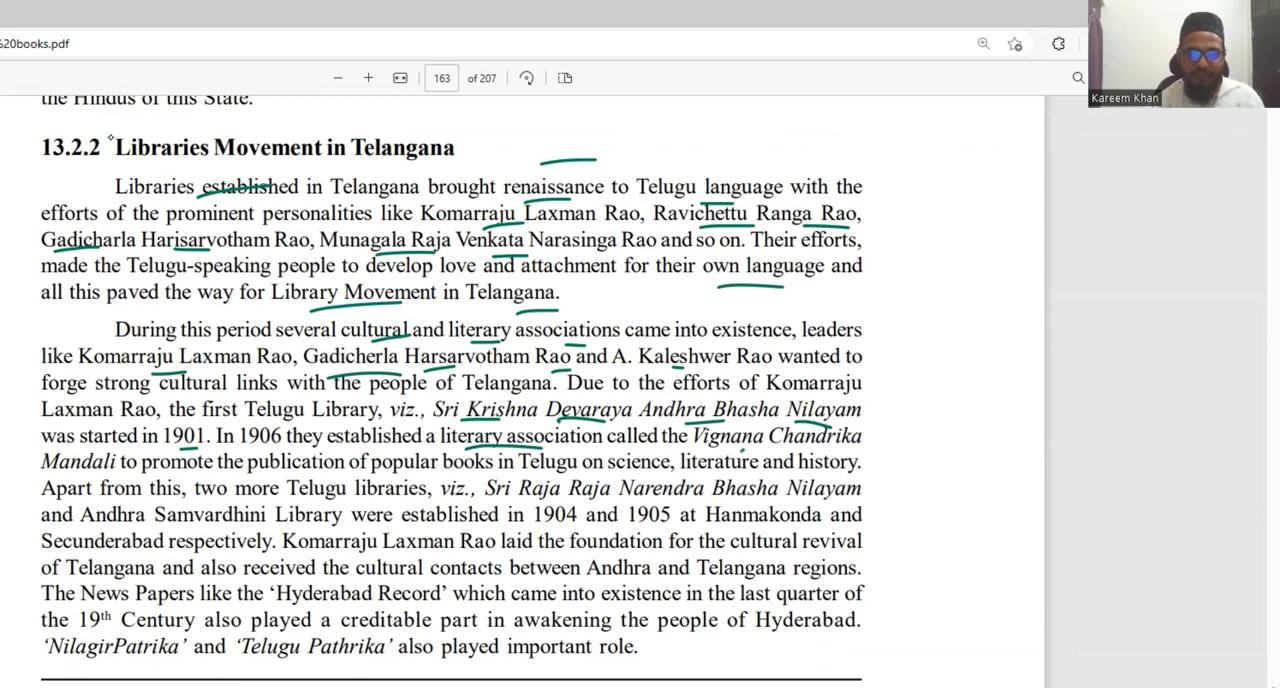 %20books.pdf
163 of 207
Kareem Khan
the Hindus of this State.
13.2.2 Libraries Movement in Telangana
Libraries established in Telangana brought renaissance to Telugu language with the
efforts of the prominent personalities like Komarraju Laxman Rao, Ravichettu Ranga Rao,
Gadicharla Harisarvotham Rao, Munagala Raja Venkata Narasinga Rao and so on. Their efforts,
made the Telugu-speaking people to develop love and attachment for their own language and
all this paved the way for Library Movement in Telangana.
During this period several cultural and literary associations came into existence, leaders
like Komarraju Laxman Rao, Gadicherla Harsarvotham Rao and A. Kaleshwer Rao wanted to
forge strong cultural links with the people of Telangana. Due to the efforts of Komarraju
Laxman Rao, the first Telugu Library, viz., Sri Krishna Devaraya Andhra Bhasha Nilayam
was started in 1901. In 1906 they established a literary association called the Vignana Chandrika
Mandali to promote the publication of popular books in Telugu on science, literature and history.
Apart from this, two more Telugu libraries, viz., Sri Raja Raja Narendra Bhasha Nilayam
and Andhra Samvardhini Library were established in 1904 and 1905 at Hanmakonda and
Secunderabad respectively. Komarraju Laxman Rao laid the foundation for the cultural revival
of Telangana and also received the cultural contacts between Andhra and Telangana regions.
The News Papers like the ‘Hyderabad Record’ which came into existence in the last quarter of
the 19th Century also played a creditable part in awakening the people of Hyderabad.
‘NilagirPatrika’ and ‘Telugu Pathrika’ also played important role.